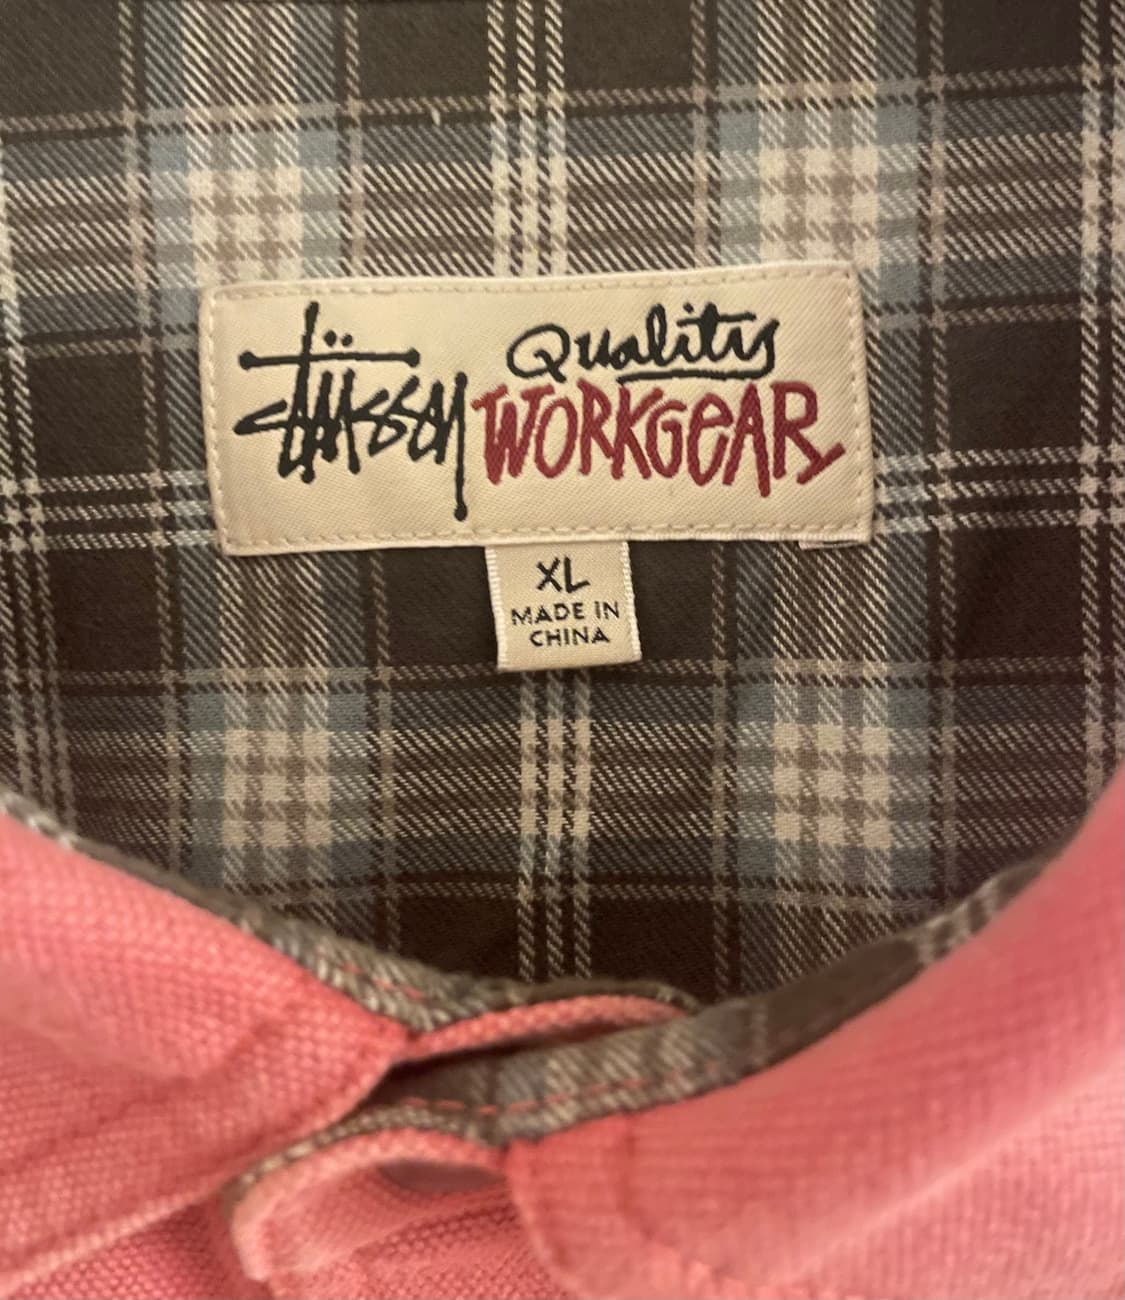 Stüssy Quality
WORKGEAR
XL
MADE IN
CHINA